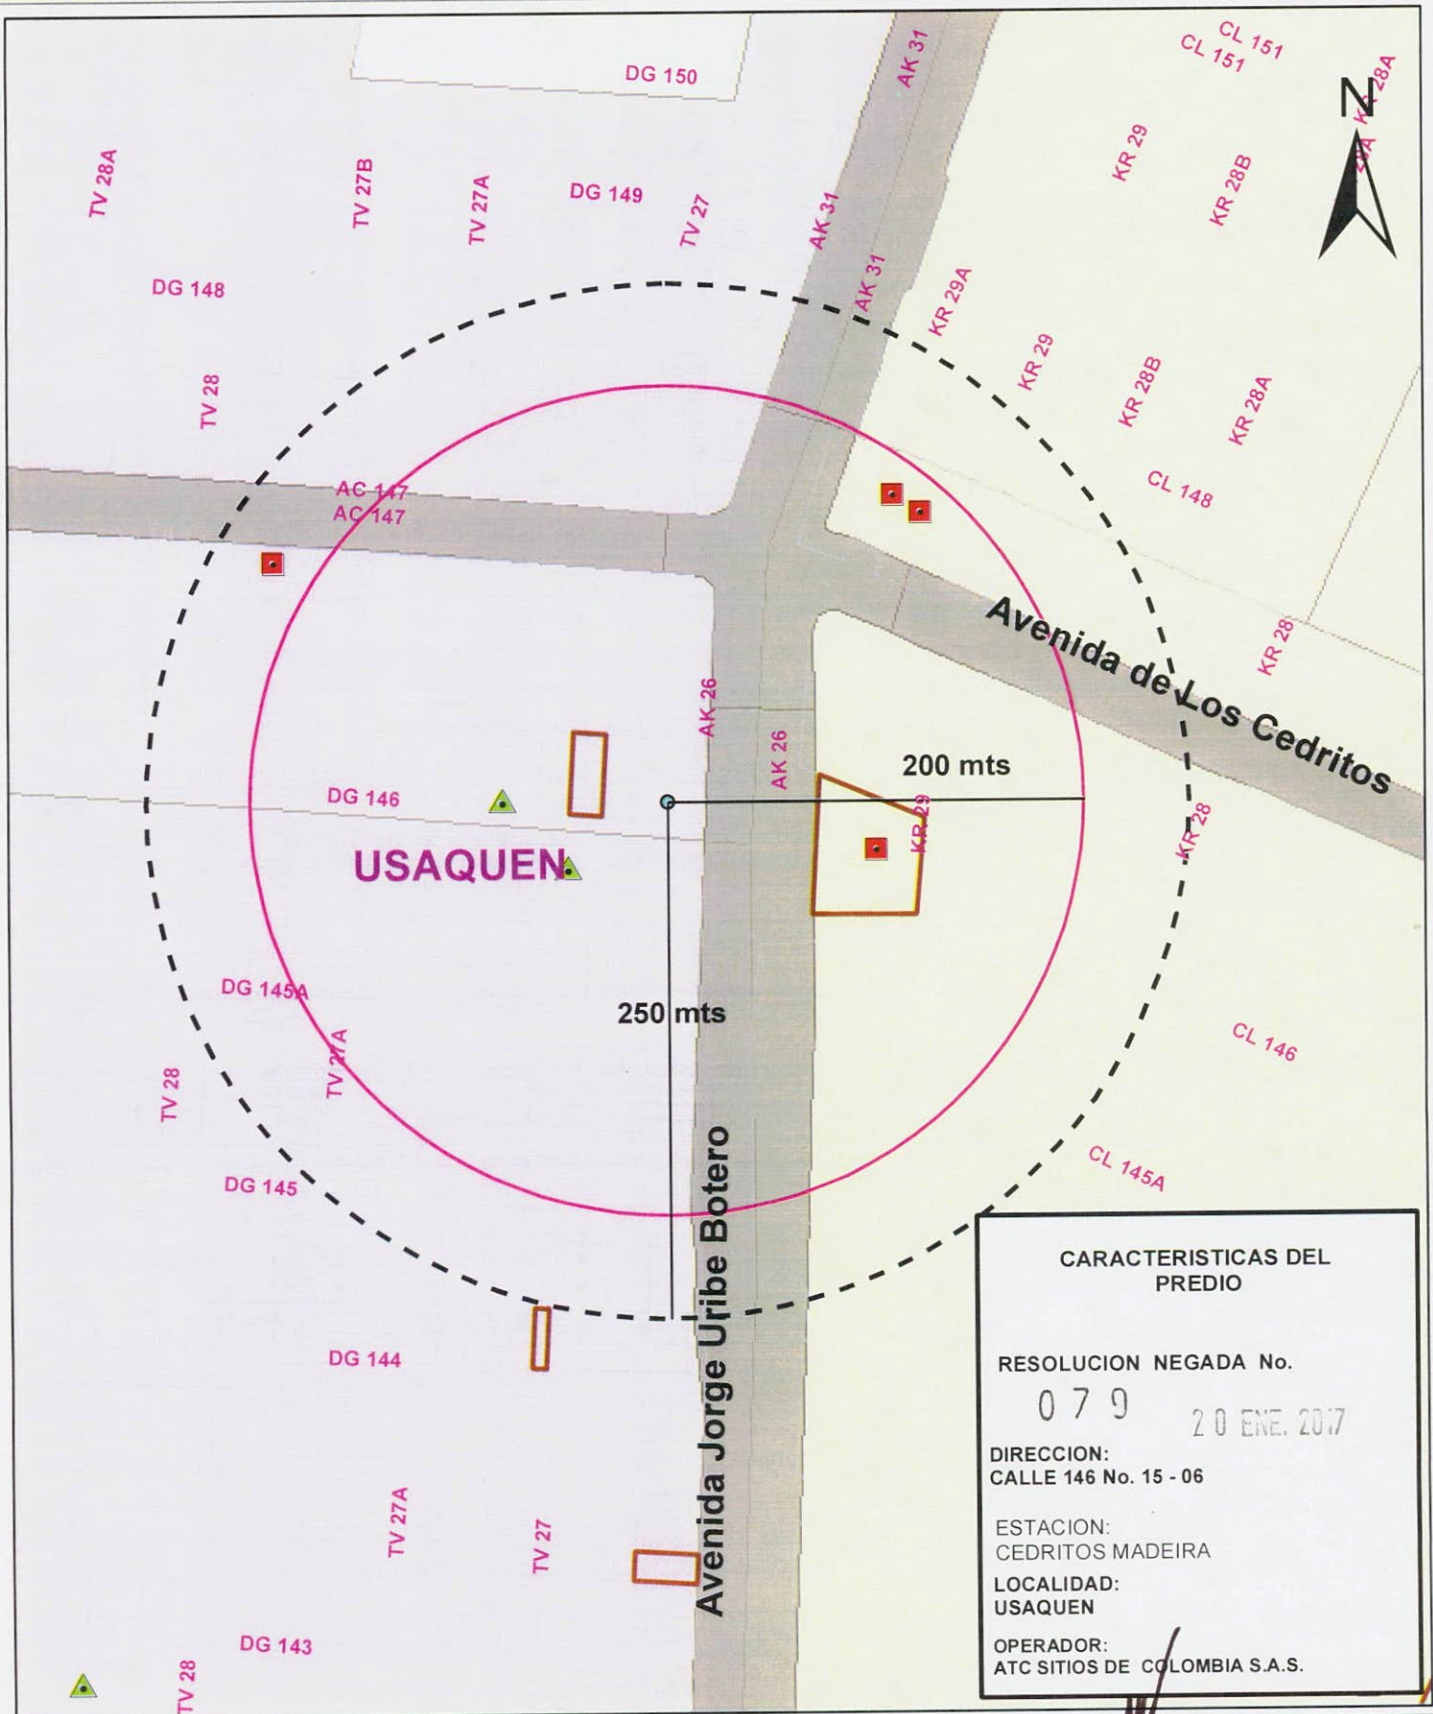 CL 151
CL 151
DG 150
AK 31
N
KR 28A
28A
KR 29
KR 28B
TV 28A
TV 27B
TV 27A
DG 149
TV 27
AK 31
AK 31
DG 148
KR 29A
KR 29
KR 28B
KR 28A
TV 28
CL 148
AC 147
AC 147
Avenida de Los Cedritos
KR 28
AK 26
AK 26
200 mts
DG 146
KR 29
KR 28
USAQUEN
DG 145A
250 mts
TV 27A
CL 146
TV 28
CL 145A
DG 145
Avenida Jorge Uribe Botero
DG 144
TV 27A
TV 27
DG 143
TV 28
CARACTERISTICAS DEL
PREDIO
RESOLUCION NEGADA No.
079 20 ENE. 2017
DIRECCION:
CALLE 146 No. 15 - 06
ESTACION:
CEDRITOS MADEIRA
LOCALIDAD:
USAQUEN
OPERADOR:
ATC SITIOS DE COLOMBIA S.A.S.